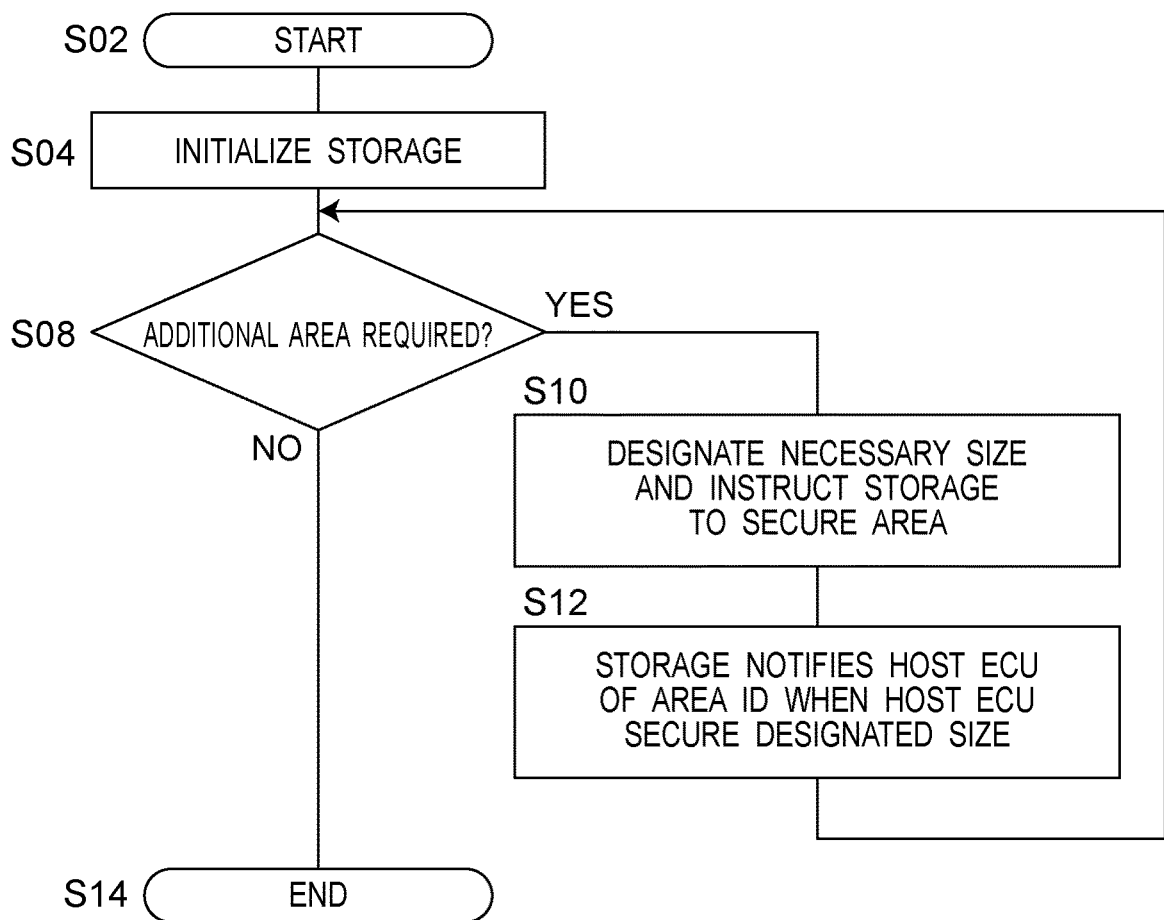 S02
START
S04
INITIALIZE STORAGE
S08
ADDITIONAL AREA REQUIRED?
YES
NO
S10
DESIGNATE NECESSARY SIZE
AND INSTRUCT STORAGE
TO SECURE AREA
S12
STORAGE NOTIFIES HOST ECU
OF AREA ID WHEN HOST ECU
SECURE DESIGNATED SIZE
S14
END